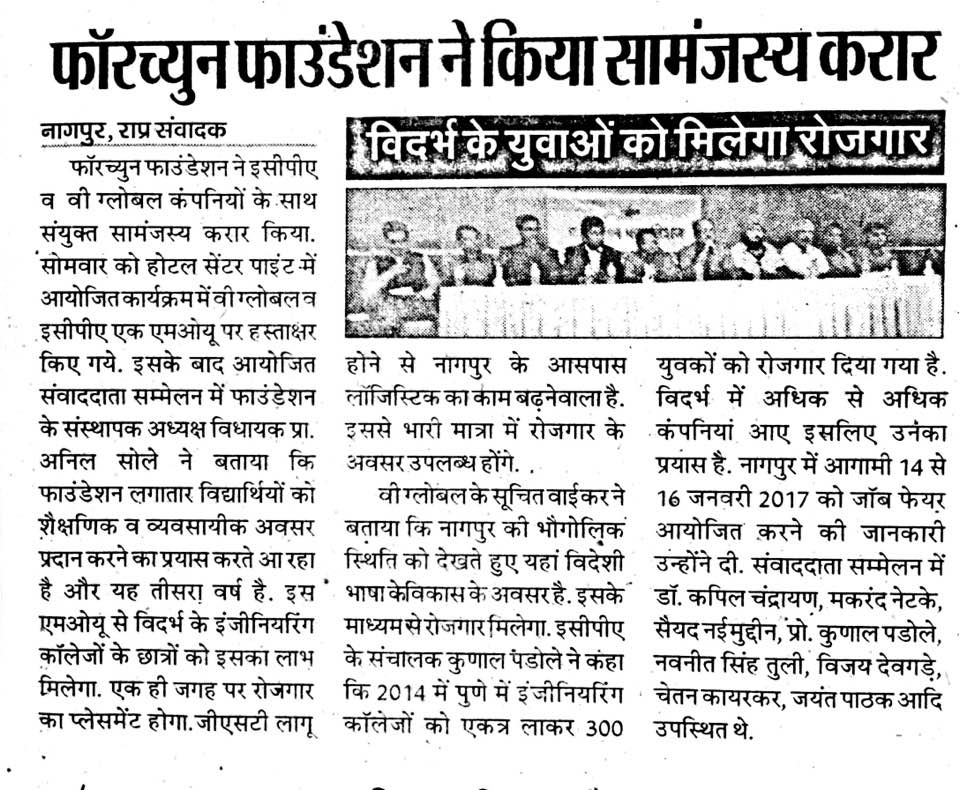 फॉरच्युन फाउंडेशन ने किया सामंजस्य करार
नागपुर, राप्र संवादक
फॉरच्युन फाउंडेशन ने इसीपीए
व वी ग्लोबल कंपनियों के साथ
संयुक्त सामंजस्य करार किया.
सोमवार को होटल सेंटर पाइंट में
आयोजित कार्यक्रम में वी ग्लोबल व
इसीपीए एक एमओयू पर हस्ताक्षर
किए गये. इसके बाद आयोजित
संवाददाता सम्मेलन में फाउंडेशन
के संस्थापक अध्यक्ष विधायक प्रा.
अनिल सोले ने बताया कि
फाउंडेशन लगातार विद्यार्थियों को
शैक्षणिक व व्यवसायीक अवसर
प्रदान करने का प्रयास करते आ रहा
है और यह तीसरा वर्ष है. इस
एमओयू से विदर्भ के इंजीनियरिंग
कॉलेजों के छात्रों को इसका लाभ
मिलेगा. एक ही जगह पर रोजगार
का प्लेसमेंट होगा. जीएसटी लागू
विदर्भ के युवाओं को मिलेगा रोजगार
होने से नागपुर के आसपास
लॉजिस्टिक का काम बढ़नेवाला है.
इससे भारी मात्रा में रोजगार के
अवसर उपलब्ध होंगे.
वी ग्लोबल के सूचित वाईकर ने
बताया कि नागपुर की भौगोलिक
स्थिति को देखते हुए यहां विदेशी
भाषा के विकास के अवसर है. इसके
माध्यम से रोजगार मिलेगा. इसीपीए
के संचालक कुणाल पडोले ने कहा
कि 2014 में पुणे में इंजीनियरिंग
कॉलेजों को एकत्र लाकर 300
युवकों को रोजगार दिया गया है.
विदर्भ में अधिक से अधिक
कंपनियां आए इसलिए उनका
प्रयास है. नागपुर में आगामी 14 से
16 जनवरी 2017 को जॉब फेयर
आयोजित करने की जानकारी
उन्होंने दी. संवाददाता सम्मेलन में
डॉ. कपिल चंद्रायण, मकरंद नेटके,
सैयद नईमुद्दीन, प्रो. कुणाल पडोले,
नवनीत सिंह तुली, विजय देवगड़े,
चेतन कायरकर, जयंत पाठक आदि
उपस्थित थे.